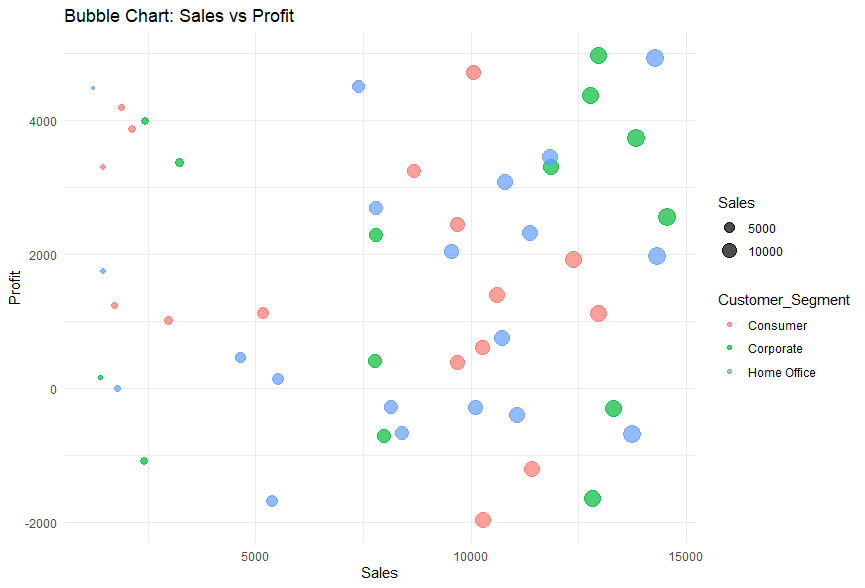 Bubble Chart: Sales vs Profit
Profit
4000
2000
0
-2000
5000
10000
15000
Sales
Sales
5000
10000
Customer_Segment
Consumer
Corporate
Home Office